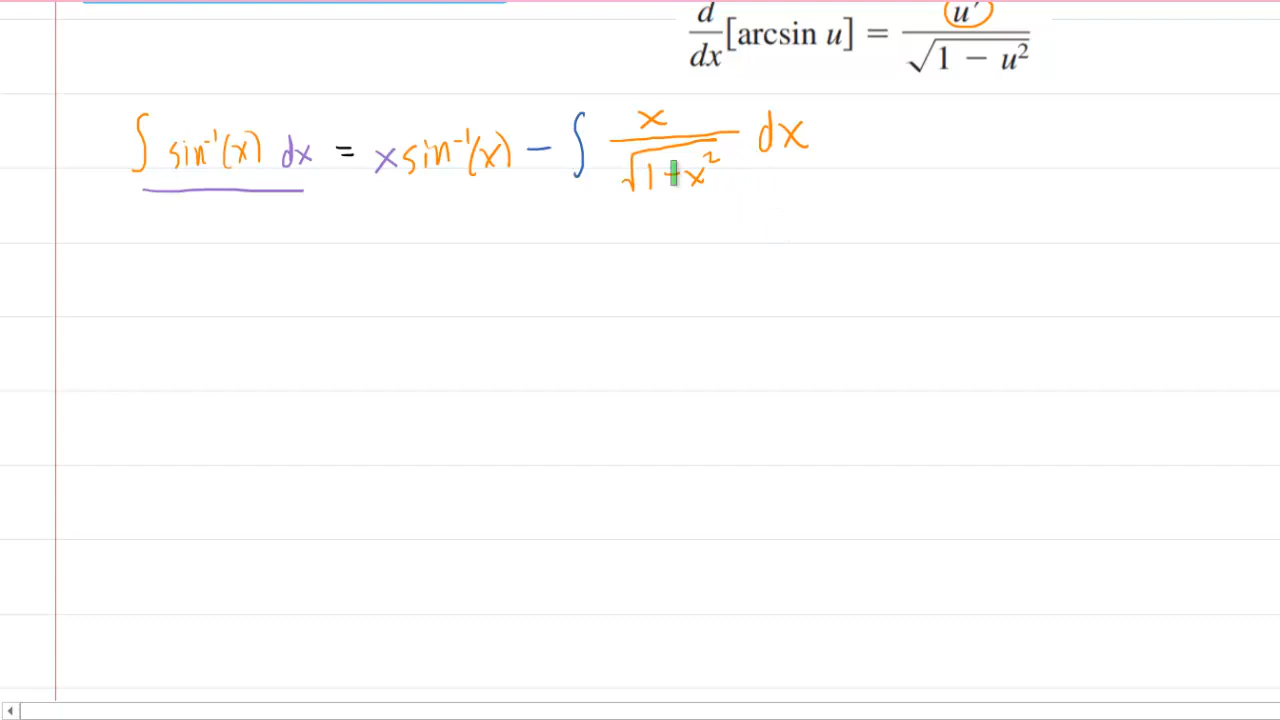 d/dx [arcsin u] = u′/√(1 − u²)
∫ sin⁻¹(x) dx = x sin⁻¹(x) − ∫ x/√(1 − x²) dx